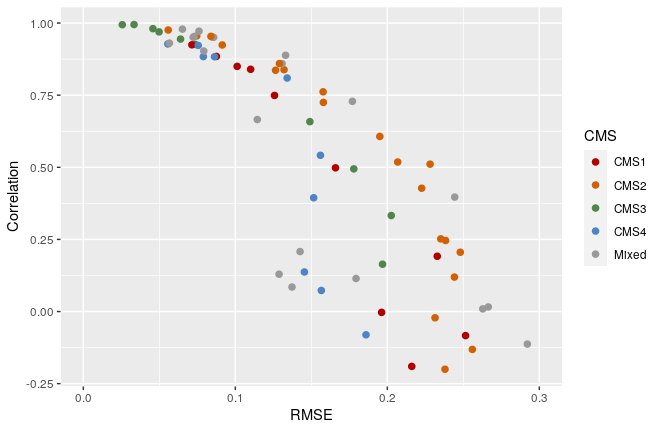 1.00
0.75
0.50
0.25
0.00
-0.25
Correlation
0.0
0.1
0.2
0.3
RMSE
CMS
CMS1
CMS2
CMS3
CMS4
Mixed